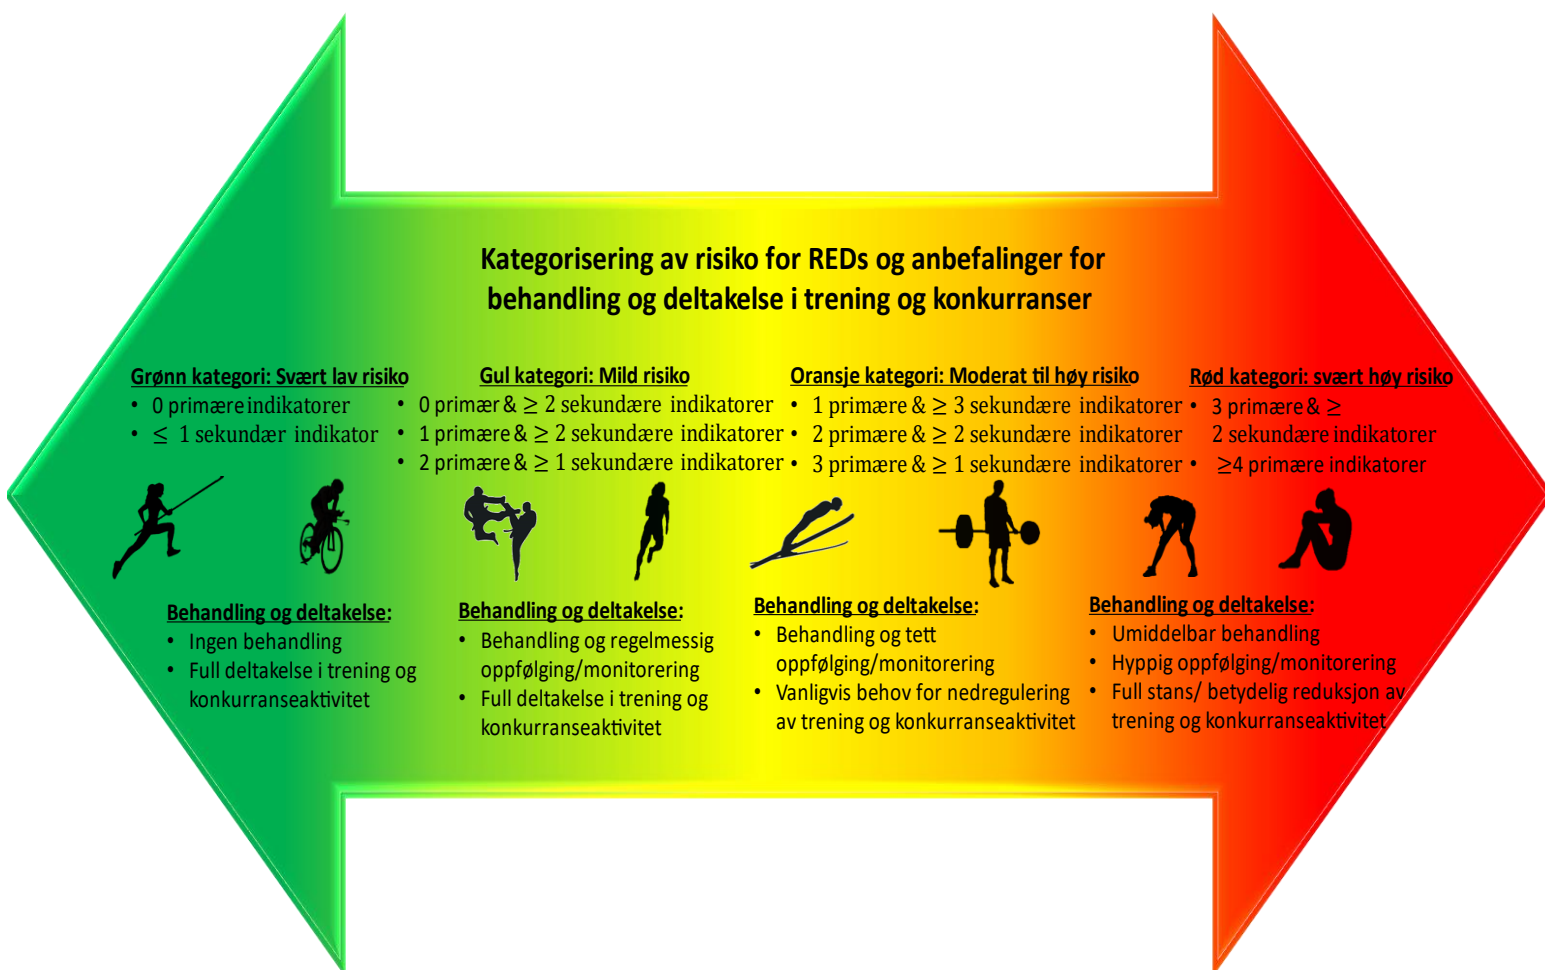 Kategorisering av risiko for REDs og anbefalinger for
behandling og deltakelse i trening og konkurranser
Grønn kategori: Svært lav risiko
• 0 primære indikatorer
• ≤ 1 sekundær indikator
Gul kategori: Mild risiko
• 0 primær & ≥ 2 sekundære indikatorer
• 1 primære & ≥ 2 sekundære indikatorer
• 2 primære & ≥ 1 sekundære indikatorer
Oransje kategori: Moderat til høy risiko
• 1 primære & ≥ 3 sekundære indikatorer
• 2 primære & ≥ 2 sekundære indikatorer
• 3 primære & ≥ 1 sekundære indikatorer
Rød kategori: svært høy risiko
• 3 primære & ≥
2 sekundære indikatorer
• ≥4 primære indikatorer
Behandling og deltakelse:
• Ingen behandling
• Full deltakelse i trening og
konkurranseaktivitet
Behandling og deltakelse:
• Behandling og regelmessig
oppfølging/monitorering
• Full deltakelse i trening og
konkurranseaktivitet
Behandling og deltakelse:
• Behandling og tett
oppfølging/monitorering
• Vanligvis behov for nedregulering
av trening og konkurranseaktivitet
Behandling og deltakelse:
• Umiddelbar behandling
• Hyppig oppfølging/monitorering
• Full stans/ betydelig reduksjon av
trening og konkurranseaktivitet